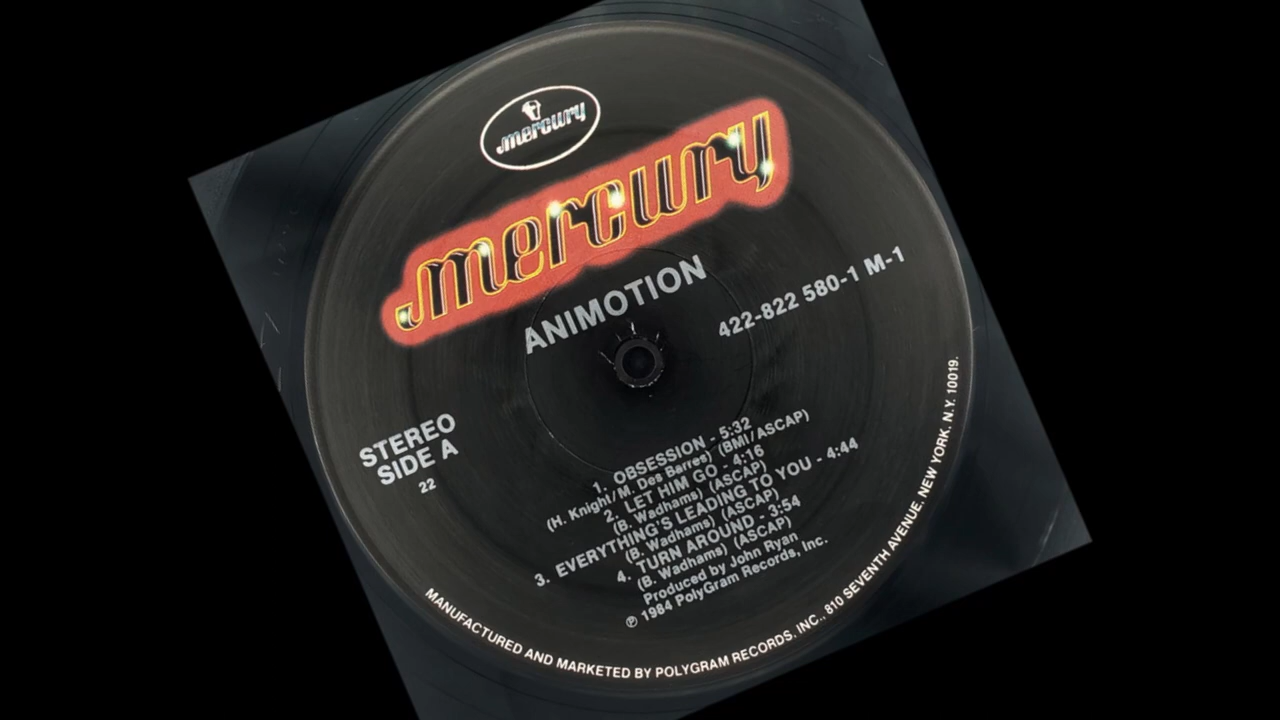 mercury
mercury
ANIMOTION
422-822 580-1 M-1
STEREO
SIDE A
22
1. OBSESSION - 5:32
(H. Knight/M. Des Barres) (BMI/ASCAP)
2. LET HIM GO - 4:16
(B. Wadhams) (ASCAP)
3. EVERYTHING'S LEADING TO YOU - 4:44
(B. Wadhams) (ASCAP)
4. TURN AROUND - 3:54
(B. Wadhams) (ASCAP)
Produced by John Ryan
℗ 1984 PolyGram Records, Inc.
MANUFACTURED AND MARKETED BY POLYGRAM RECORDS, INC., 810 SEVENTH AVENUE, NEW YORK, N.Y. 10019.